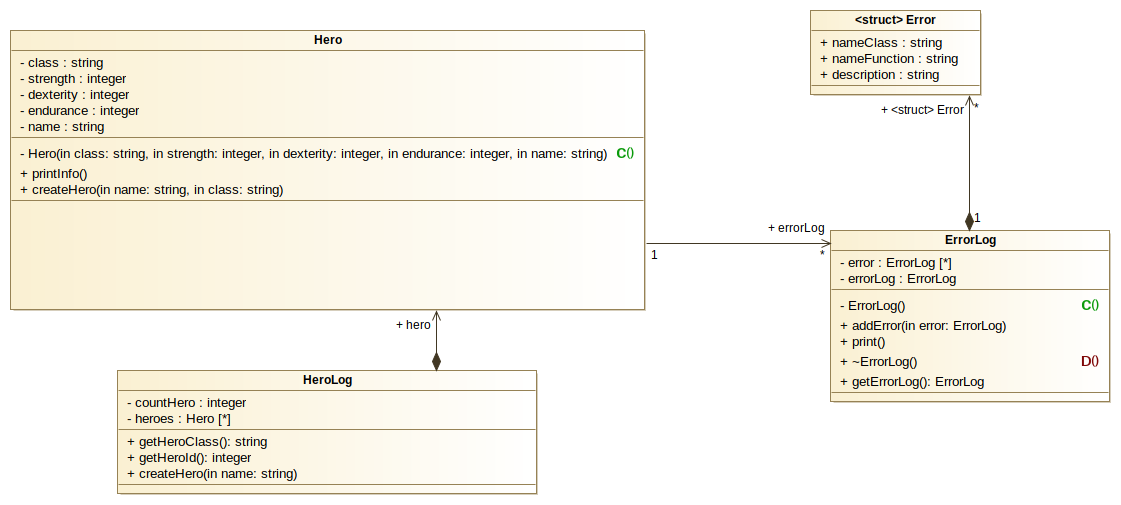 Hero
- class : string
- strength : integer
- dexterity : integer
- endurance : integer
- name : string
- Hero(in class: string, in strength: integer, in dexterity: integer, in endurance: integer, in name: string) C()
+ printInfo()
+ createHero(in name: string, in class: string)
<struct> Error
+ nameClass : string
+ nameFunction : string
+ description : string
+ <struct> Error
*
1
+ errorLog
1
*
ErrorLog
- error : ErrorLog [*]
- errorLog : ErrorLog
- ErrorLog() C()
+ addError(in error: ErrorLog)
+ print()
+ ~ErrorLog() D()
+ getErrorLog(): ErrorLog
+ hero
HeroLog
- countHero : integer
- heroes : Hero [*]
+ getHeroClass(): string
+ getHeroId(): integer
+ createHero(in name: string)